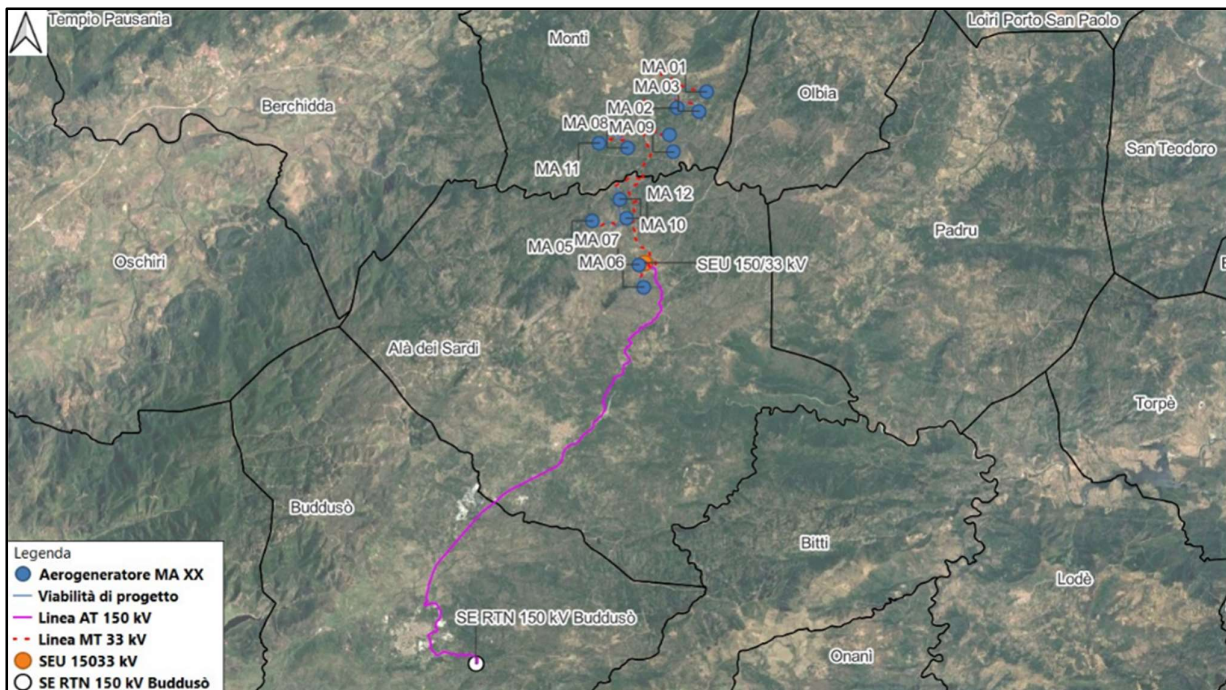 Tempio Pausania
Loiri Porto San Paolo
Monti
MA 01
MA 03
Olbia
Berchidda
MA 02
MA 08
MA 09
San Teodoro
MA 11
MA 12
MA 10
Padru
MA 05
MA 07
Oschiri
MA 06
SEU 150/33 kV
Alà dei Sardi
Torpè
Buddusò
Bitti
Lodè
SE RTN 150 kV Buddusò
Onanì
Legenda
Aerogeneratore MA XX
Viabilità di progetto
Linea AT 150 kV
Linea MT 33 kV
SEU 15033 kV
SE RTN 150 kV Buddusò